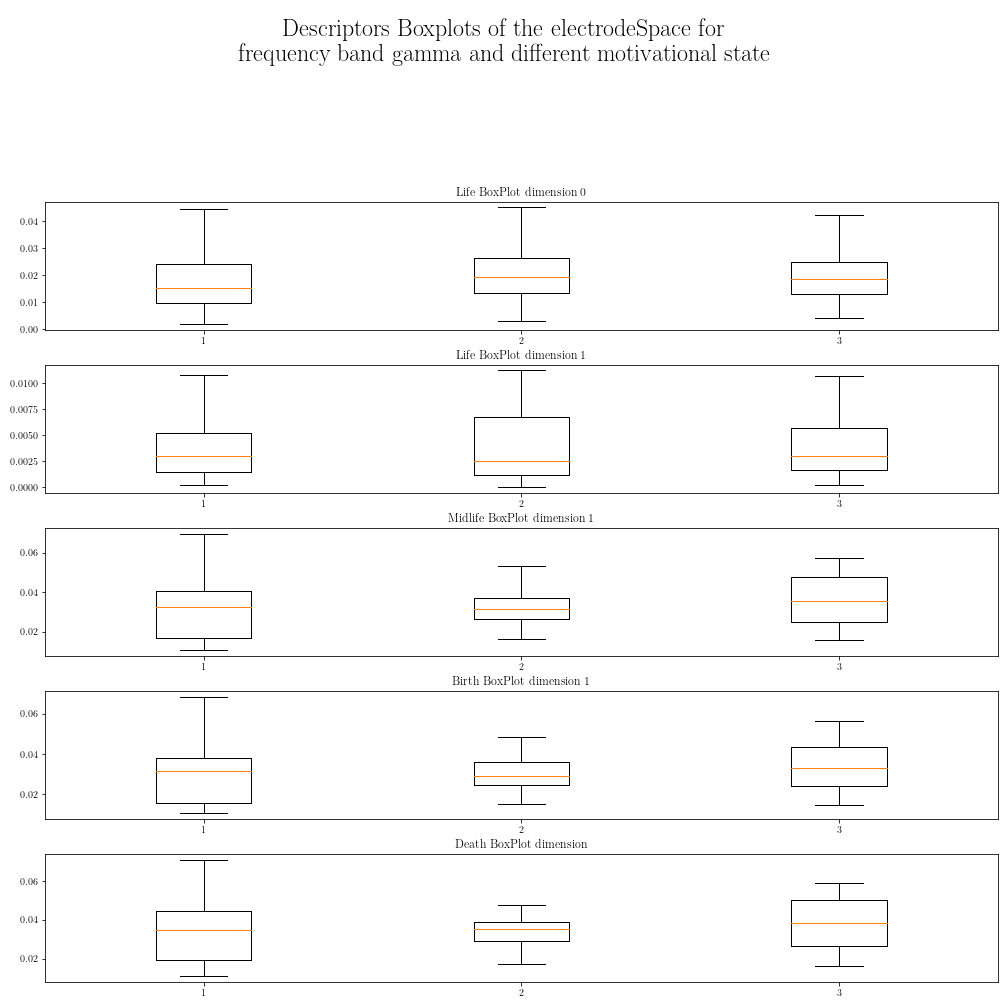 Descriptors Boxplots of the electrodeSpace for
frequency band gamma and different motivational state
Life BoxPlot dimension 0
0.04
0.03
0.02
0.01
0.00
1 2 3
Life BoxPlot dimension 1
0.0100
0.0075
0.0050
0.0025
0.0000
1 2 3
Midlife BoxPlot dimension 1
0.06
0.04
0.02
1 2 3
Birth BoxPlot dimension 1
0.06
0.04
0.02
1 2 3
Death BoxPlot dimension
0.06
0.04
0.02
1 2 3